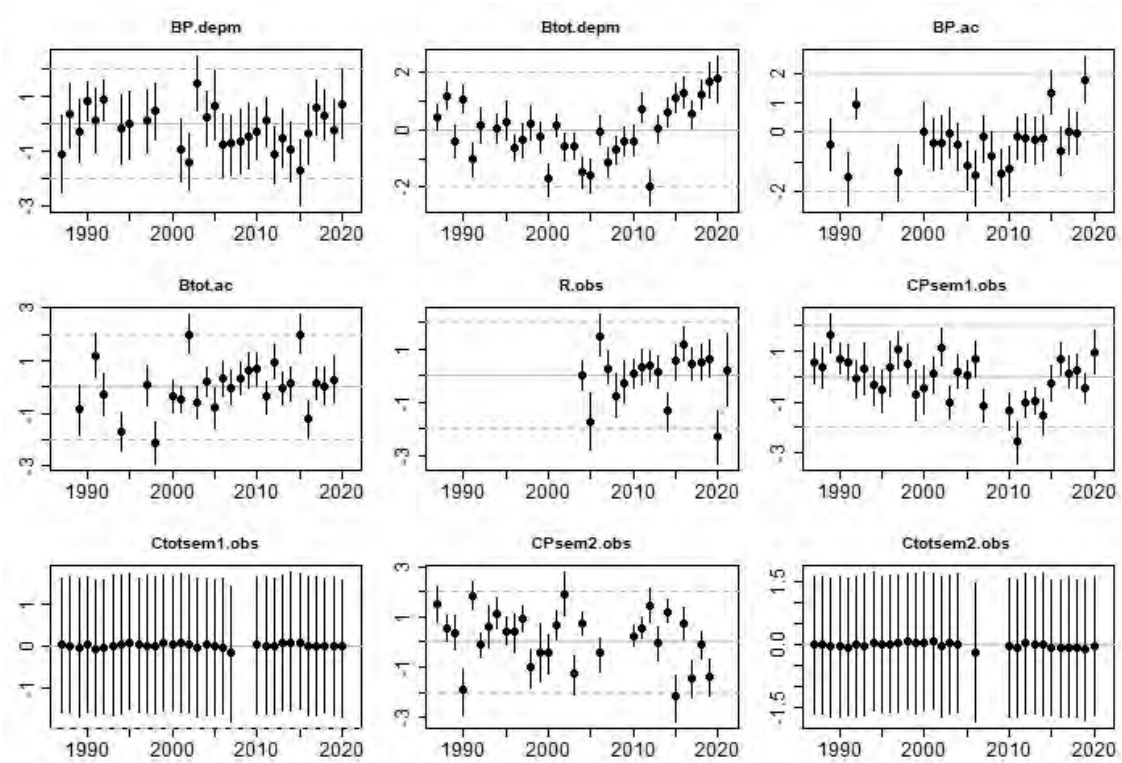 BP.depm Btot.depm BP.ac
1 -1 -3 2 0 -2 2 1 0 -2
1990 2000 2010 2020 1990 2000 2010 2020 1990 2000 2010 2020
Btot.ac R.obs CPsem1.obs
3 1 -1 -3 1 -1 -3 1 -1 -3
1990 2000 2010 2020 1990 2000 2010 2020 1990 2000 2010 2020
Ctotsem1.obs CPsem2.obs Ctotsem2.obs
1 0 -1 3 1 -1 -3 1.5 0.0 -1.5
1990 2000 2010 2020 1990 2000 2010 2020 1990 2000 2010 2020